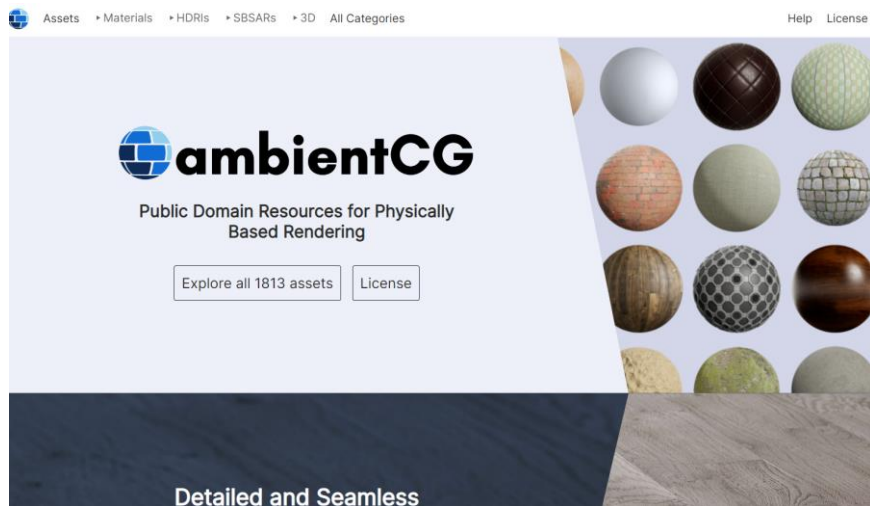 Assets ▸ Materials ▸ HDRIs ▸ SBSARs ▸ 3D All Categories Help License
ambientCG
Public Domain Resources for Physically
Based Rendering
Explore all 1813 assets License
Detailed and Seamless